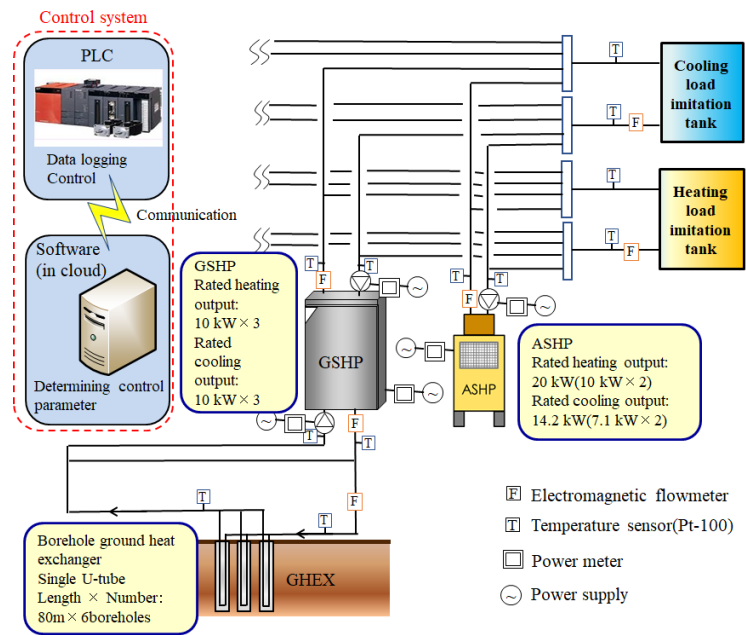 Control system
PLC
Data logging
Control
Communication
Software
(in cloud)
Determining control
parameter
GSHP
Rated heating
output:
10 kW×3
Rated
cooling
output:
10 kW×3
T
T
F
GSHP
F
T
T
T
T
F
ASHP
T
Cooling
load
imitation
tank
T
F
T
Heating
load
imitation
tank
T
F
ASHP
Rated heating output:
20 kW(10 kW×2)
Rated cooling output:
14.2 kW(7.1 kW×2)
F
T
T
Borehole ground heat
exchanger
Single U-tube
Length × Number:
80m×6boreholes
GHEX
F Electromagnetic flowmeter
T Temperature sensor(Pt-100)
Power meter
~ Power supply